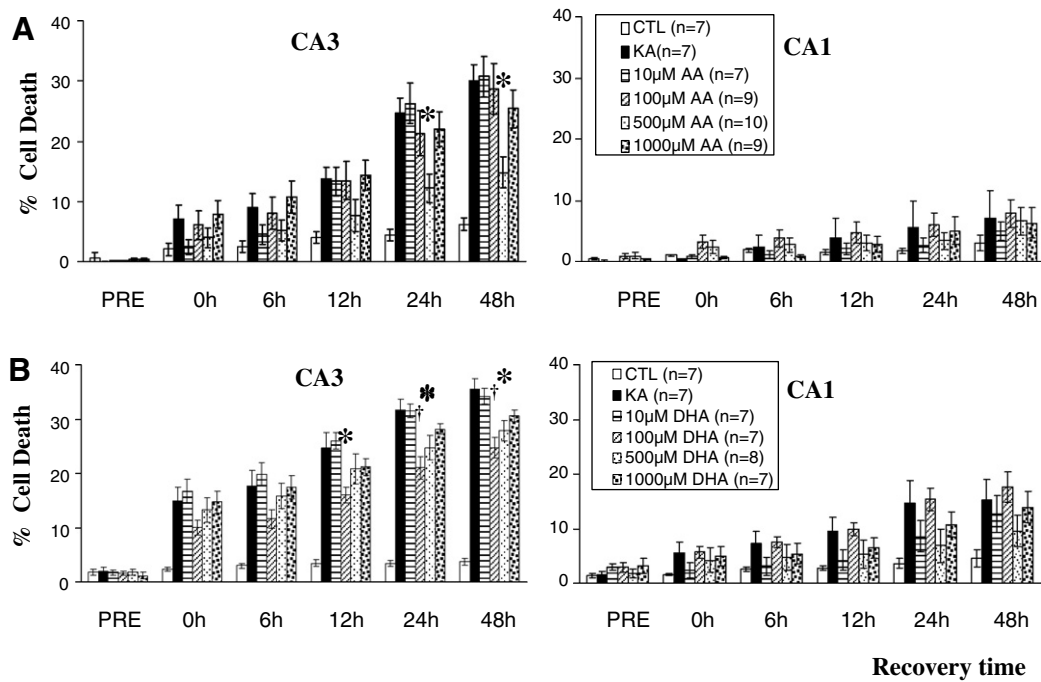 A
CA3
% Cell Death
40
30
20
10
0
PRE 0h 6h 12h 24h 48h
*
*
CA1
CTL (n=7)
KA(n=7)
10µM AA (n=7)
100µM AA (n=9)
500µM AA (n=10)
1000µM AA (n=9)
40
30
20
10
0
PRE 0h 6h 12h 24h 48h
B
CA3
% Cell Death
40
30
20
10
0
PRE 0h 6h 12h 24h 48h
*
† *
† *
CA1
CTL (n=7)
KA (n=7)
10µM DHA (n=7)
100µM DHA (n=7)
500µM DHA (n=8)
1000µM DHA (n=7)
40
30
20
10
0
PRE 0h 6h 12h 24h 48h
Recovery time